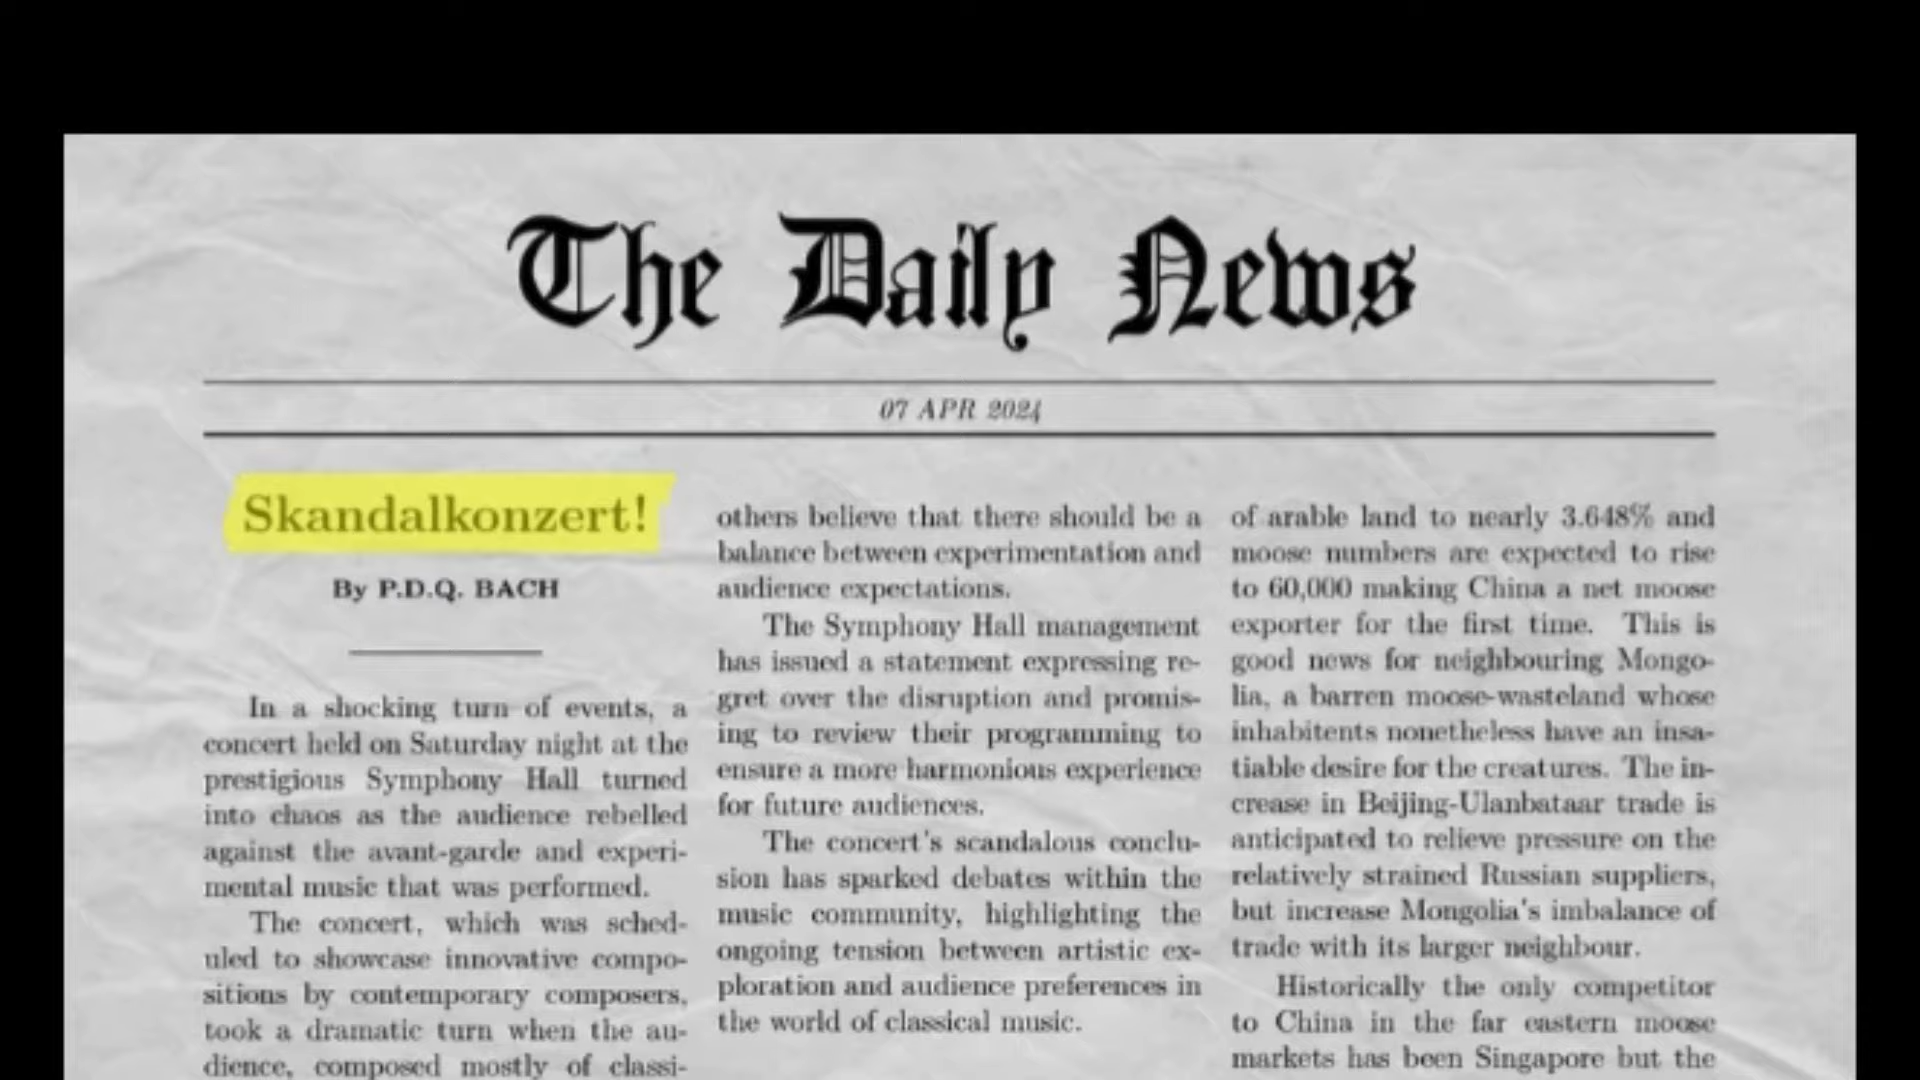 The Daily News
07 APR 2024
Skandalkonzert!
By P.D.Q. BACH
In a shocking turn of events, a
concert held on Saturday night at the
prestigious Symphony Hall turned
into chaos as the audience rebelled
against the avant-garde and experi-
mental music that was performed.
The concert, which was sched-
uled to showcase innovative compo-
sitions by contemporary composers,
took a dramatic turn when the au-
dience, composed mostly of classi-
others believe that there should be a
balance between experimentation and
audience expectations.
The Symphony Hall management
has issued a statement expressing re-
gret over the disruption and promis-
ing to review their programming to
ensure a more harmonious experience
for future audiences.
The concert's scandalous conclu-
sion has sparked debates within the
music community, highlighting the
ongoing tension between artistic ex-
ploration and audience preferences in
the world of classical music.
of arable land to nearly 3.648% and
moose numbers are expected to rise
to 60,000 making China a net moose
exporter for the first time. This is
good news for neighbouring Mongo-
lia, a barren moose-wasteland whose
inhabitents nonetheless have an insa-
tiable desire for the creatures. The in-
crease in Beijing-Ulanbataar trade is
anticipated to relieve pressure on the
relatively strained Russian suppliers,
but increase Mongolia's imbalance of
trade with its larger neighbour.
Historically the only competitor
to China in the far eastern moose
markets has been Singapore but the